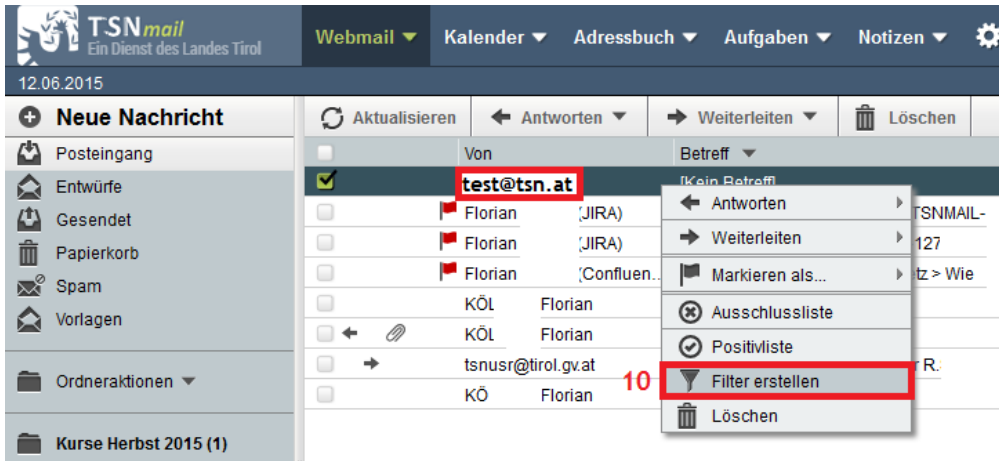 TSNmail
Ein Dienst des Landes Tirol
Webmail Kalender Adressbuch Aufgaben Notizen
12.06.2015
Neue Nachricht
Aktualisieren Antworten Weiterleiten Löschen
Posteingang
Von Betreff
Entwürfe
test@tsn.at [Kein Betreff]
Gesendet
Florian (JIRA) TSNMAIL-
Papierkorb
Florian (JIRA) 127
Spam
Florian (Confluen... tz > Wie
Vorlagen
KÖL Florian
KÖL Florian
tsnusr@tirol.gv.at r R.
KÖ Florian
Antworten
Weiterleiten
Markieren als...
Ausschlussliste
Positivliste
10 Filter erstellen
Löschen
Ordneraktionen
Kurse Herbst 2015 (1)